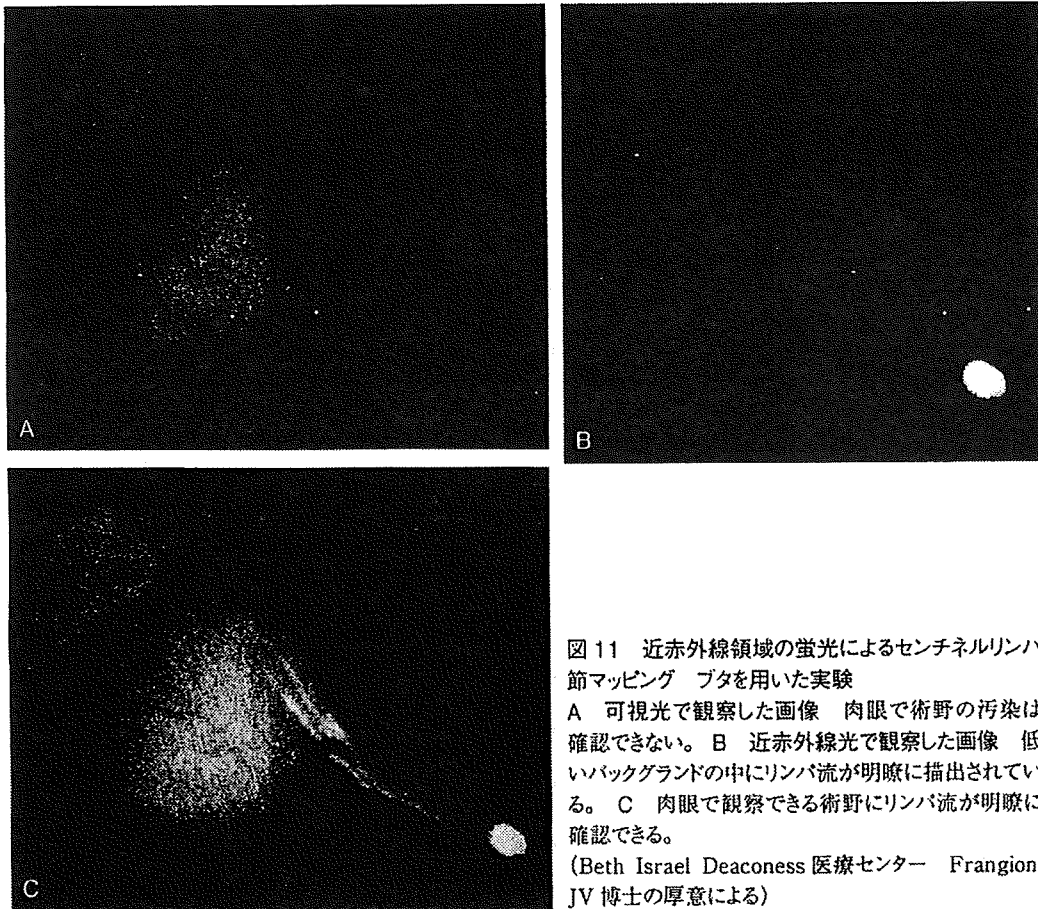 A
B
C
図11 近赤外線領域の蛍光によるセンチネルリンパ
節マッピング ブタを用いた実験
A 可視光で観察した画像 肉眼で術野の汚染は
確認できない。 B 近赤外線光で観察した画像 低
いバックグランドの中にリンパ流が明瞭に描出されてい
る。 C 肉眼で観察できる術野にリンパ流が明瞭に
確認できる。
(Beth Israel Deaconess 医療センター Frangion
JV 博士の厚意による)